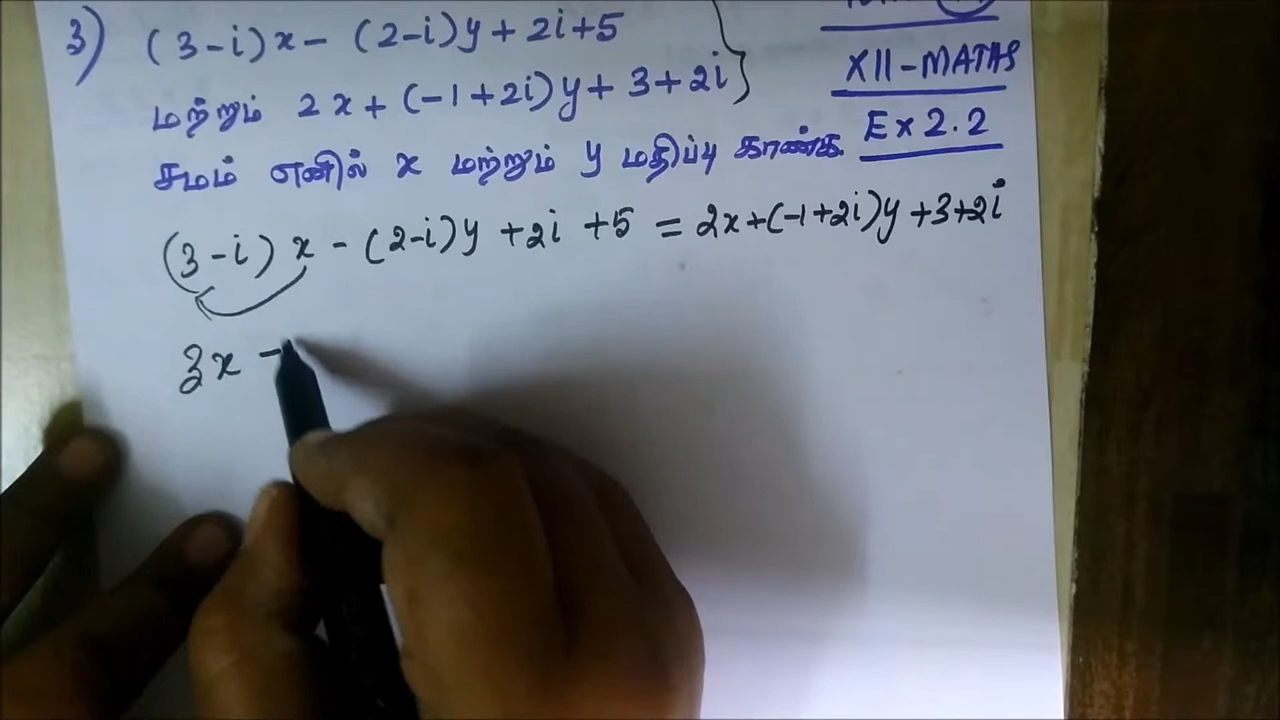 3) (3-i)x - (2-i)y + 2i+5
மற்றும் 2x + (-1+2i)y + 3+2i }
சமம் எனில் x மற்றும் y மதிப்பு காண்க.
XII-MATHS
Ex 2.2
(3-i) x - (2-i)y +2i +5 = 2x+(-1+2i)y+3+2i
3x -